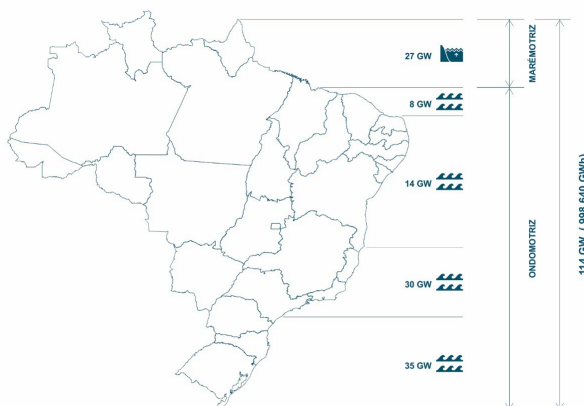 27 GW
8 GW
14 GW
30 GW
35 GW
MARÉMOTRIZ
ONDOMOTRIZ
114 GW / 998.640 GWh